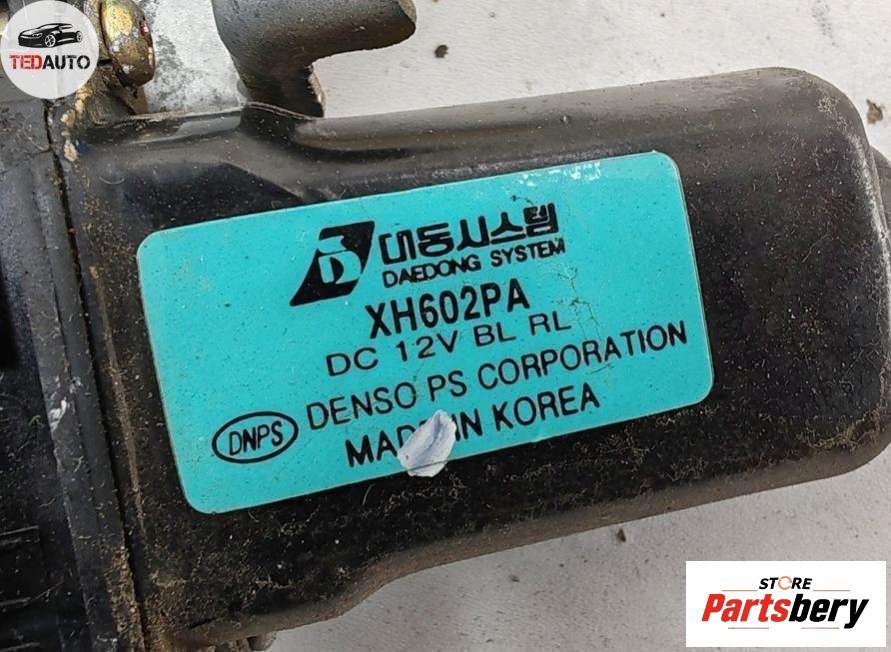 TEDAUTO
대동시스템
DAEDONG SYSTEM
XH602PA
DC 12V BL RL
DENSO PS CORPORATION
DNPS
MADE IN KOREA
STORE
Partsbery